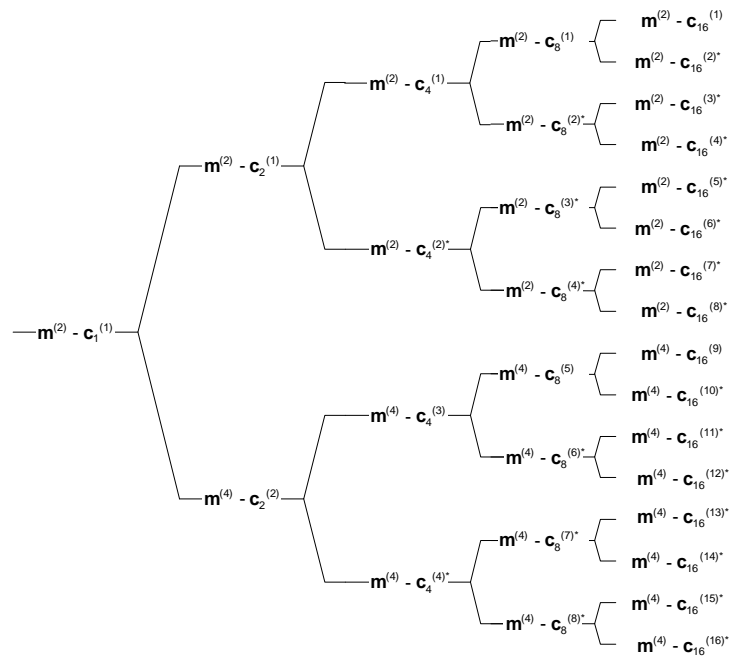 m(2) - c16(1)
m(2) - c8(1)
m(2) - c16(2)*
m(2) - c4(1)
m(2) - c16(3)*
m(2) - c8(2)*
m(2) - c16(4)*
m(2) - c2(1)
m(2) - c16(5)*
m(2) - c8(3)*
m(2) - c16(6)*
m(2) - c4(2)*
m(2) - c16(7)*
m(2) - c8(4)*
m(2) - c16(8)*
m(2) - c1(1)
m(4) - c16(9)
m(4) - c8(5)
m(4) - c16(10)*
m(4) - c4(3)
m(4) - c16(11)*
m(4) - c8(6)*
m(4) - c16(12)*
m(4) - c2(2)
m(4) - c16(13)*
m(4) - c8(7)*
m(4) - c16(14)*
m(4) - c4(4)*
m(4) - c16(15)*
m(4) - c8(8)*
m(4) - c16(16)*